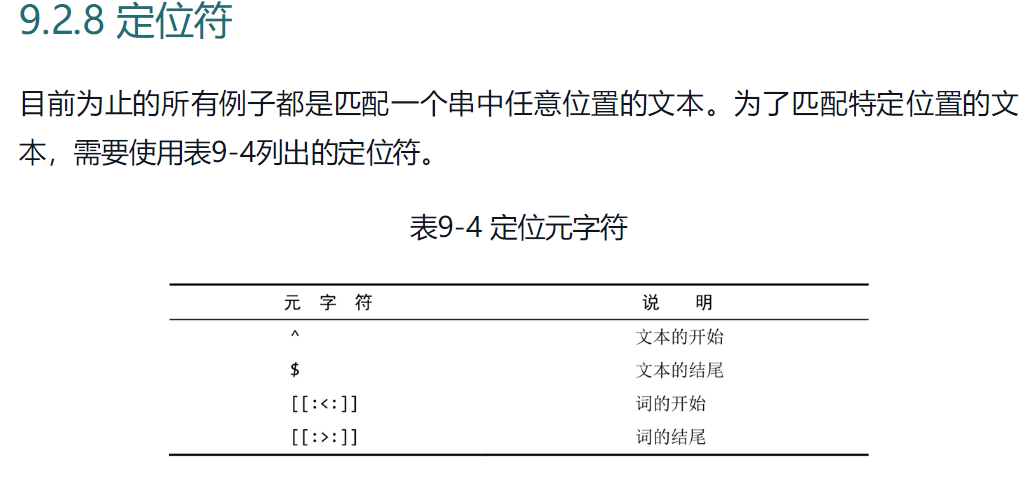 9.2.8 定位符
目前为止的所有例子都是匹配一个串中任意位置的文本。为了匹配特定位置的文
本，需要使用表9-4列出的定位符。
表9-4 定位元字符
元 字 符 说 明
^ 文本的开始
$ 文本的结尾
[[:<:]] 词的开始
[[:>:]] 词的结尾